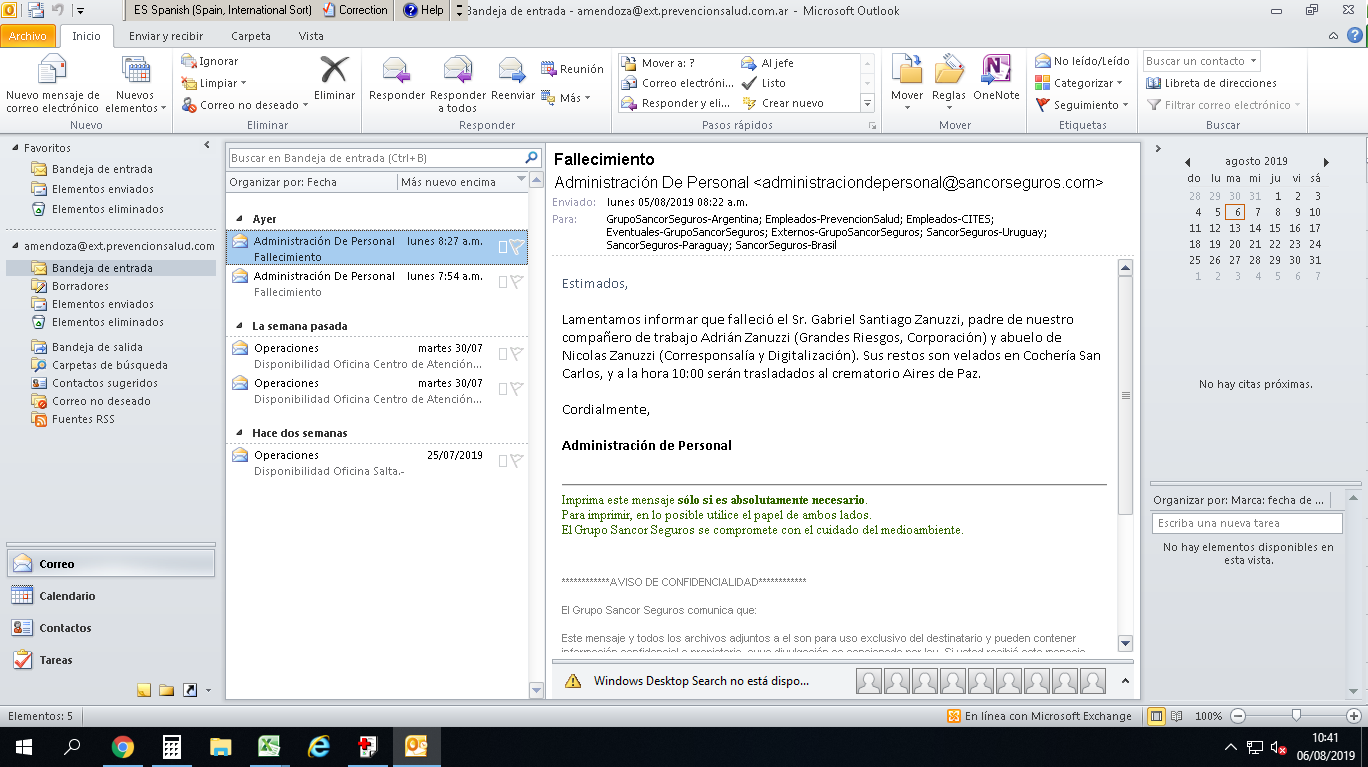 ES Spanish (Spain, International Sort) Correction Help
Bandeja de entrada - amendoza@ext.prevencionsalud.com.ar - Microsoft Outlook
Archivo Inicio Enviar y recibir Carpeta Vista
Nuevo mensaje de correo electrónico
Nuevos elementos
Nuevo
Ignorar
Limpiar
Correo no deseado
Eliminar
Eliminar
Responder
Responder a todos
Reenviar
Reunión
Más
Responder
Mover a: ?
Correo electróni...
Responder y eli...
Al jefe
Listo
Crear nuevo
Pasos rápidos
Mover
Reglas
OneNote
Mover
No leído/Leído
Categorizar
Seguimiento
Etiquetas
Buscar un contacto
Libreta de direcciones
Filtrar correo electrónico
Buscar
Favoritos
Bandeja de entrada
Elementos enviados
Elementos eliminados
amendoza@ext.prevencionsalud.com
Bandeja de entrada
Borradores
Elementos enviados
Elementos eliminados
Bandeja de salida
Carpetas de búsqueda
Contactos sugeridos
Correo no deseado
Fuentes RSS
Correo
Calendario
Contactos
Tareas
Buscar en Bandeja de entrada (Ctrl+B)
Organizar por: Fecha Más nuevo encima
Ayer
Administración De Personal lunes 8:27 a.m.
Fallecimiento
Administración De Personal lunes 7:54 a.m.
Fallecimiento
La semana pasada
Operaciones martes 30/07
Disponibilidad Oficina Centro de Atención...
Operaciones martes 30/07
Disponibilidad Oficina Centro de Atención...
Hace dos semanas
Operaciones 25/07/2019
Disponibilidad Oficina Salta.-
Fallecimiento
Administración De Personal <administraciondepersonal@sancorseguros.com>
Enviado: lunes 05/08/2019 08:22 a.m.
Para: GrupoSancorSeguros-Argentina; Empleados-PrevencionSalud; Empleados-CITES;
Eventuales-GrupoSancorSeguros; Externos-GrupoSancorSeguros; SancorSeguros-Uruguay;
SancorSeguros-Paraguay; SancorSeguros-Brasil
Estimados,
Lamentamos informar que falleció el Sr. Gabriel Santiago Zanuzzi, padre de nuestro
compañero de trabajo Adrián Zanuzzi (Grandes Riesgos, Corporación) y abuelo de
Nicolas Zanuzzi (Corresponsalía y Digitalización). Sus restos son velados en Cochería San
Carlos, y a la hora 10:00 serán trasladados al crematorio Aires de Paz.
Cordialmente,
Administración de Personal
Imprima este mensaje sólo si es absolutamente necesario.
Para imprimir, en lo posible utilice el papel de ambos lados.
El Grupo Sancor Seguros se compromete con el cuidado del medioambiente.
***********AVISO DE CONFIDENCIALIDAD***********
El Grupo Sancor Seguros comunica que:
Este mensaje y todos los archivos adjuntos a el son para uso exclusivo del destinatario y pueden contener
Windows Desktop Search no está dispo...
agosto 2019
do lu ma mi ju vi sá
28 29 30 31 1 2 3
4 5 6 7 8 9 10
11 12 13 14 15 16 17
18 19 20 21 22 23 24
25 26 27 28 29 30 31
1 2 3 4 5 6 7
No hay citas próximas.
Organizar por: Marca: fecha de ...
Escriba una nueva tarea
No hay elementos disponibles en
esta vista.
Elementos: 5
En línea con Microsoft Exchange
100%
10:41
06/08/2019